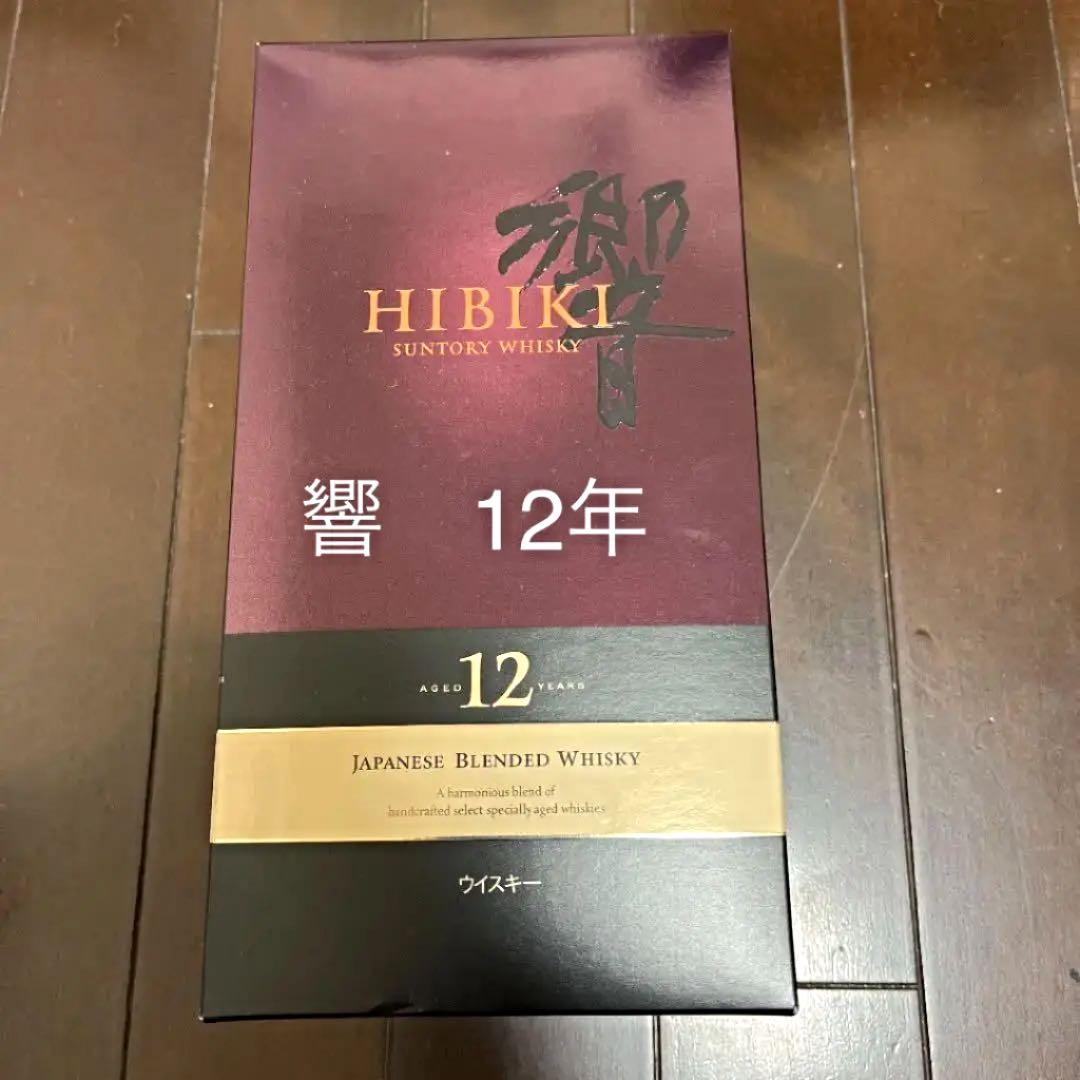 響
HIBIKI
SUNTORY WHISKY
響 12年
AGED 12 YEARS
JAPANESE BLENDED WHISKY
A harmonious blend of
handcrafted select specially aged whiskies
ウイスキー